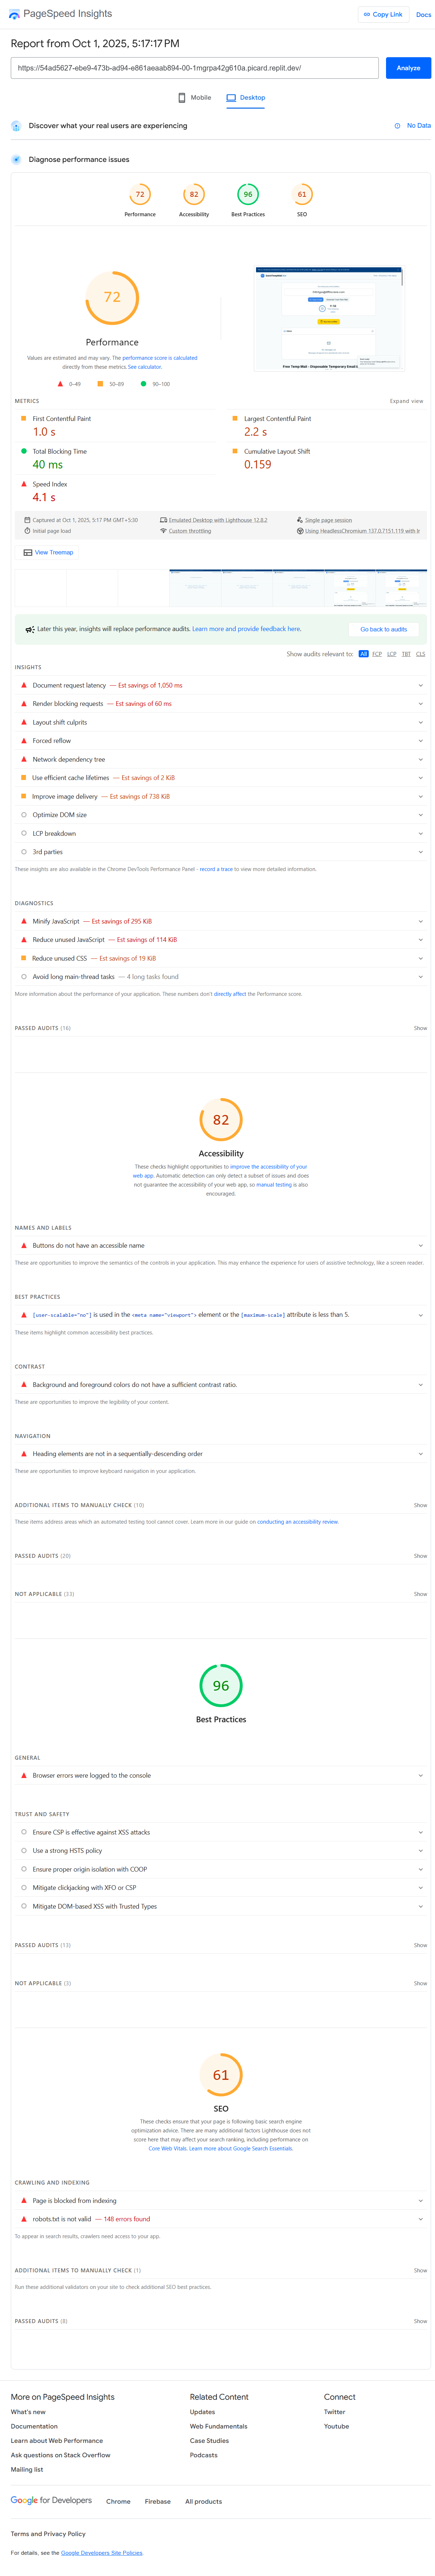 PageSpeed Insights
Copy Link
Docs
Report from Oct 1, 2025, 5:17:17 PM
https://54ad5627-ebe9-473b-ad94-e861aeaab894-00-1mgrpa42g610a.picard.replit.dev/
Analyze
Mobile
Desktop
Discover what your real users are experiencing
No Data
Diagnose performance issues
72
82
96
61
Performance
Accessibility
Best Practices
SEO
72
Performance
Values are estimated and may vary. The performance score is calculated
directly from these metrics. See calculator.
0–49
50–89
90–100
METRICS
Expand view
First Contentful Paint
1.0 s
Largest Contentful Paint
2.2 s
Total Blocking Time
40 ms
Cumulative Layout Shift
0.159
Speed Index
4.1 s
Captured at Oct 1, 2025, 5:17 PM GMT+5:30
Emulated Desktop with Lighthouse 12.8.2
Single page session
Initial page load
Custom throttling
Using HeadlessChromium 137.0.7151.119 with lr
View Treemap
Later this year, insights will replace performance audits. Learn more and provide feedback here.
Go back to audits
Show audits relevant to: All FCP LCP TBT CLS
INSIGHTS
Document request latency — Est savings of 1,050 ms
Render blocking requests — Est savings of 60 ms
Layout shift culprits
Forced reflow
Network dependency tree
Use efficient cache lifetimes — Est savings of 2 KiB
Improve image delivery — Est savings of 738 KiB
Optimize DOM size
LCP breakdown
3rd parties
These insights are also available in the Chrome DevTools Performance Panel - record a trace to view more detailed information.
DIAGNOSTICS
Minify JavaScript — Est savings of 295 KiB
Reduce unused JavaScript — Est savings of 114 KiB
Reduce unused CSS — Est savings of 19 KiB
Avoid long main-thread tasks — 4 long tasks found
More information about the performance of your application. These numbers don't directly affect the Performance score.
PASSED AUDITS (16)
Show
82
Accessibility
These checks highlight opportunities to improve the accessibility of your
web app. Automatic detection can only detect a subset of issues and does
not guarantee the accessibility of your web app, so manual testing is also
encouraged.
NAMES AND LABELS
Buttons do not have an accessible name
These are opportunities to improve the semantics of the controls in your application. This may enhance the experience for users of assistive technology, like a screen reader.
BEST PRACTICES
[user-scalable="no"] is used in the <meta name="viewport"> element or the [maximum-scale] attribute is less than 5.
These items highlight common accessibility best practices.
CONTRAST
Background and foreground colors do not have a sufficient contrast ratio.
These are opportunities to improve the legibility of your content.
NAVIGATION
Heading elements are not in a sequentially-descending order
These are opportunities to improve keyboard navigation in your application.
ADDITIONAL ITEMS TO MANUALLY CHECK (10)
Show
These items address areas which an automated testing tool cannot cover. Learn more in our guide on conducting an accessibility review.
PASSED AUDITS (20)
Show
NOT APPLICABLE (33)
Show
96
Best Practices
GENERAL
Browser errors were logged to the console
TRUST AND SAFETY
Ensure CSP is effective against XSS attacks
Use a strong HSTS policy
Ensure proper origin isolation with COOP
Mitigate clickjacking with XFO or CSP
Mitigate DOM-based XSS with Trusted Types
PASSED AUDITS (13)
Show
NOT APPLICABLE (3)
Show
61
SEO
These checks ensure that your page is following basic search engine
optimization advice. There are many additional factors Lighthouse does not
score here that may affect your search ranking, including performance on
Core Web Vitals. Learn more about Google Search Essentials.
CRAWLING AND INDEXING
Page is blocked from indexing
robots.txt is not valid — 148 errors found
To appear in search results, crawlers need access to your app.
ADDITIONAL ITEMS TO MANUALLY CHECK (1)
Show
Run these additional validators on your site to check additional SEO best practices.
PASSED AUDITS (8)
Show
More on PageSpeed Insights
What's new
Documentation
Learn about Web Performance
Ask questions on Stack Overflow
Mailing list
Related Content
Updates
Web Fundamentals
Case Studies
Podcasts
Connect
Twitter
Youtube
Google for Developers
Chrome
Firebase
All products
Terms and Privacy Policy
For details, see the Google Developers Site Policies.